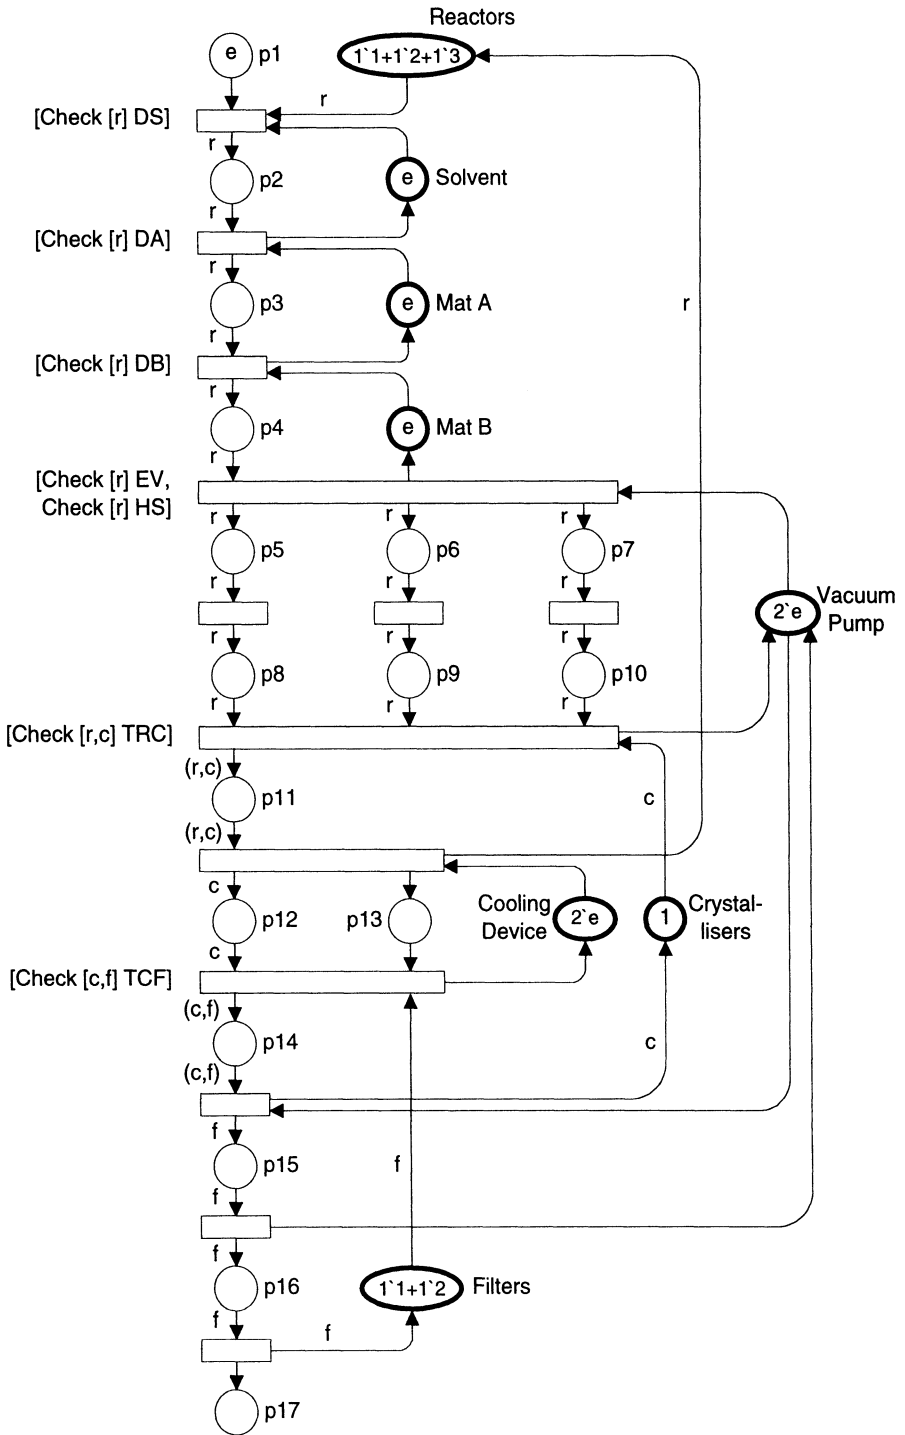 Reactors
e p1 1`1+1`2+1`3
r
[Check [r] DS]
r
p2 e Solvent
r
[Check [r] DA]
r
p3 e Mat A r
r
[Check [r] DB]
r
p4 e Mat B
r
[Check [r] EV,
Check [r] HS]
r r r
p5 p6 p7
r r r
2`e Vacuum
Pump
r r r
p8 p9 p10
r r r
[Check [r,c] TRC]
(r,c)
p11 c
(r,c)
c
p12 p13 Cooling
Device 2`e 1 Crystal-
lisers
c
[Check [c,f] TCF]
(c,f)
p14 c
(c,f)
f
p15 f
f
f
p16 1`1+1`2 Filters
f f
p17